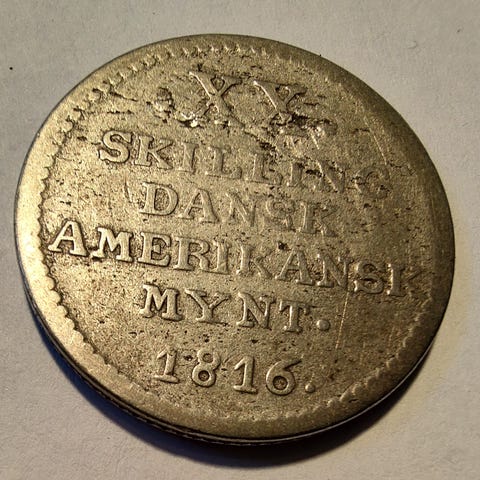 XX
SKILLING
DANSK
AMERIKANSK
MYNT.
1816.